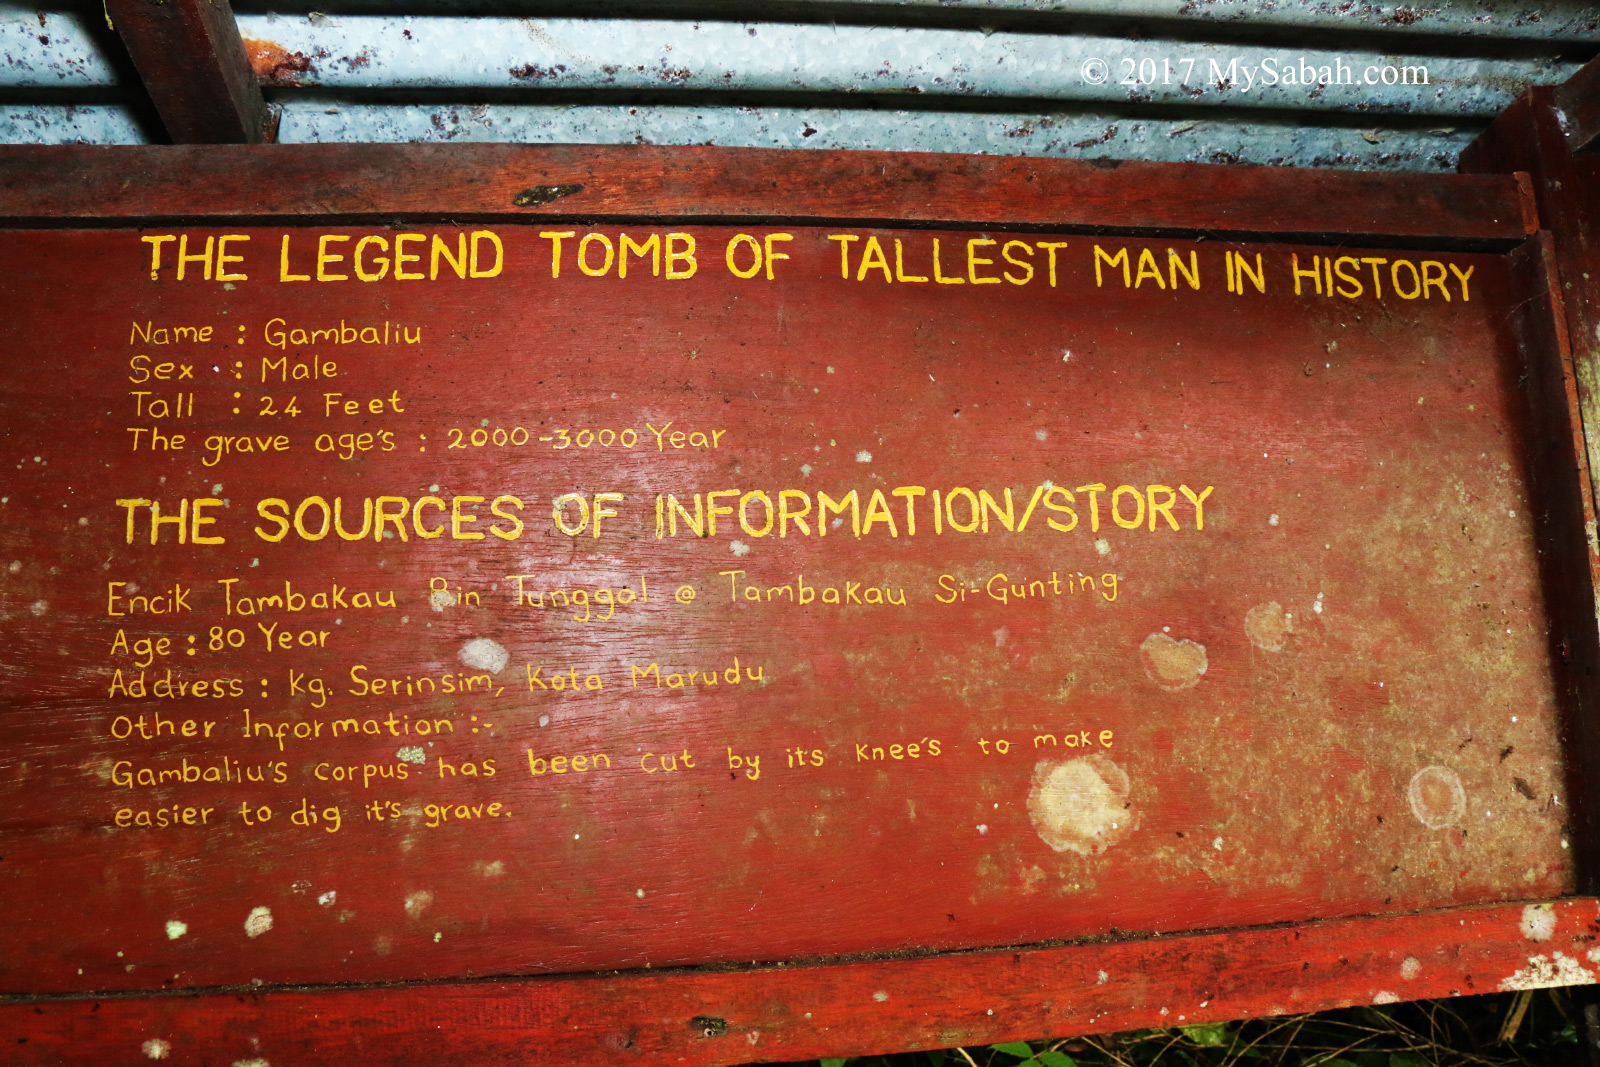 © 2017 MySabah.com
THE LEGEND TOMB OF TALLEST MAN IN HISTORY
Name : Gambaliu
Sex : Male
Tall : 24 Feet
The grave age's : 2000-3000 Year
THE SOURCES OF INFORMATION/STORY
Encik Tambakau Bin Tunggal @ Tambakau Si-Gunting
Age : 80 Year
Address : Kg. Serinsim, Kota Marudu
Other Information :-
Gambaliu's corpus has been cut by it's knee's to make
easier to dig it's grave.